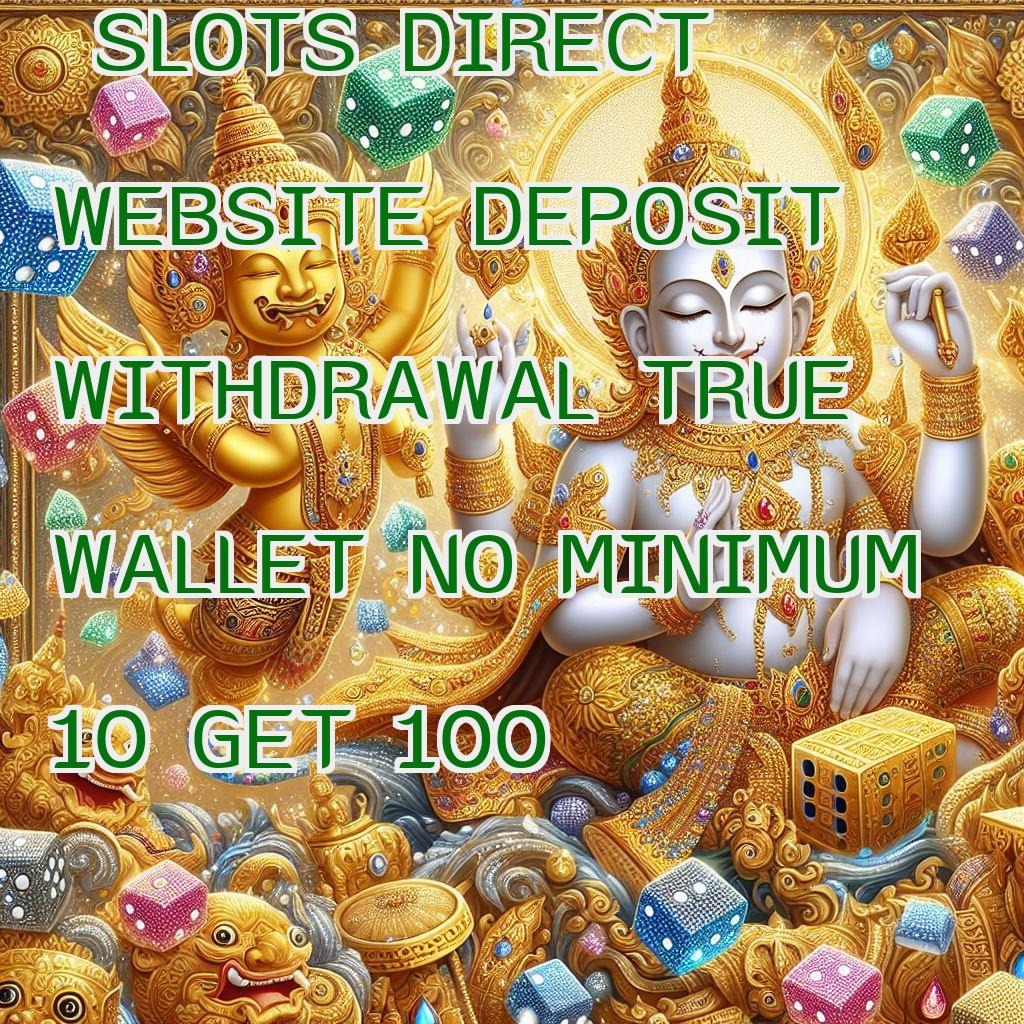 SLOTS DIRECT
WEBSITE DEPOSIT
WITHDRAWAL TRUE
WALLET NO MINIMUM
10 GET 100